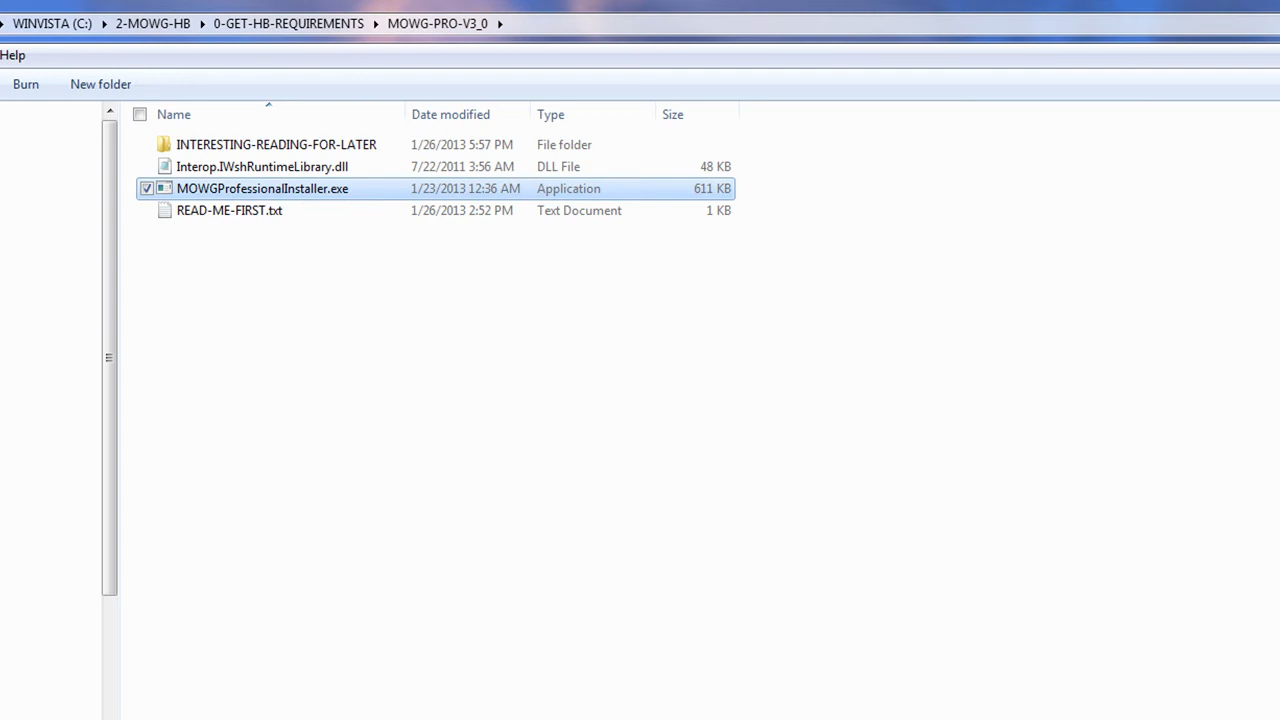 WINVISTA (C:) 2-MOWG-HB 0-GET-HB-REQUIREMENTS MOWG-PRO-V3_0
Help
Burn New folder
Name Date modified Type Size
INTERESTING-READING-FOR-LATER 1/26/2013 5:57 PM File folder
Interop.IWshRuntimeLibrary.dll 7/22/2011 3:56 AM DLL File 48 KB
MOWGProfessionalInstaller.exe 1/23/2013 12:36 AM Application 611 KB
READ-ME-FIRST.txt 1/26/2013 2:52 PM Text Document 1 KB